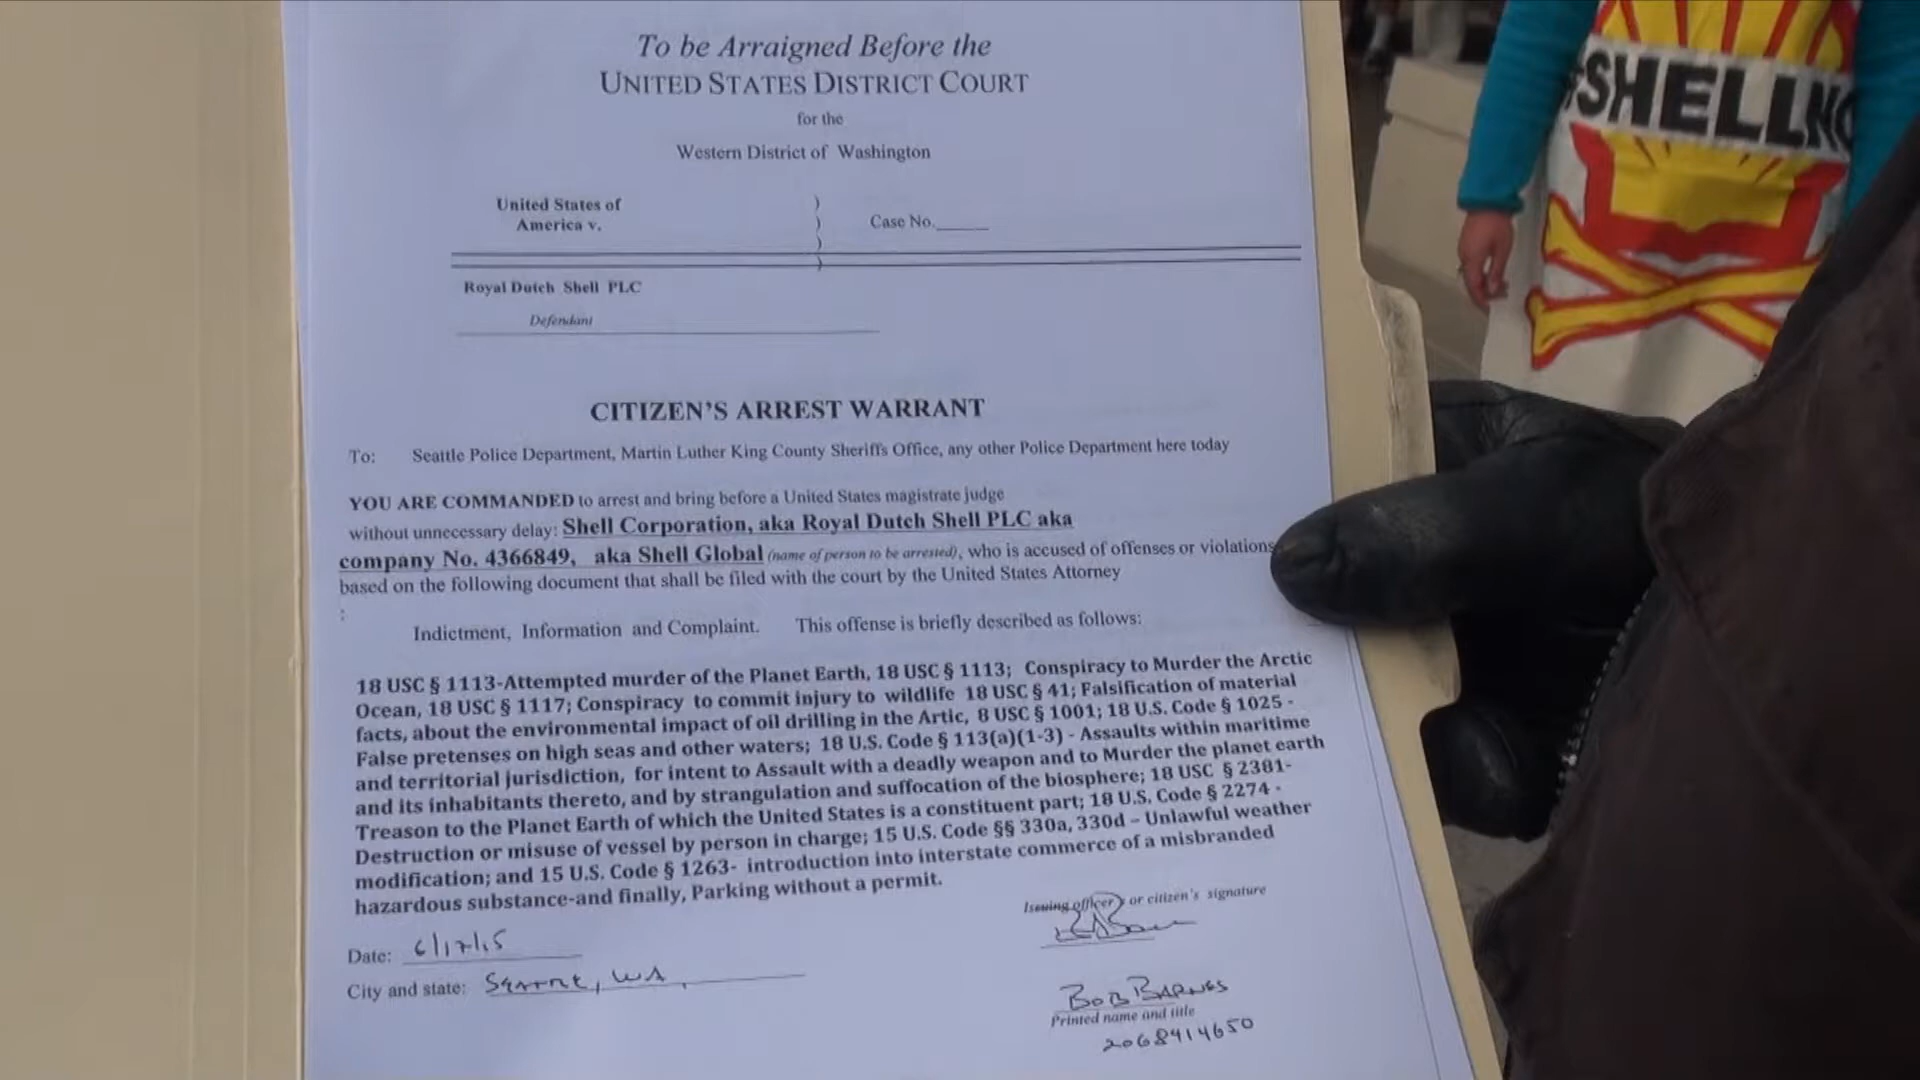 To be Arraigned Before the
UNITED STATES DISTRICT COURT
for the
Western District of Washington
United States of
America v.
)
)
)
)
Case No.
Royal Dutch Shell PLC
Defendant
CITIZEN'S ARREST WARRANT
To: Seattle Police Department, Martin Luther King County Sheriff's Office, any other Police Department here today
YOU ARE COMMANDED to arrest and bring before a United States magistrate judge
without unnecessary delay: Shell Corporation, aka Royal Dutch Shell PLC aka
company No. 4366849, aka Shell Global (name of person to be arrested), who is accused of offenses or violations
based on the following document that shall be filed with the court by the United States Attorney
:
Indictment, Information and Complaint. This offense is briefly described as follows:
18 USC § 1113-Attempted murder of the Planet Earth, 18 USC § 1113; Conspiracy to Murder the Arctic
Ocean, 18 USC § 1117; Conspiracy to commit injury to wildlife 18 USC § 41; Falsification of material
facts, about the environmental impact of oil drilling in the Artic, 8 USC § 1001; 18 U.S. Code § 1025 -
False pretenses on high seas and other waters; 18 U.S. Code § 113(a)(1-3) - Assaults within maritime
and territorial jurisdiction, for intent to Assault with a deadly weapon and to Murder the planet earth
and its inhabitants thereto, and by strangulation and suffocation of the biosphere; 18 USC § 2381-
Treason to the Planet Earth of which the United States is a constituent part; 18 U.S. Code § 2274 -
Destruction or misuse of vessel by person in charge; 15 U.S. Code §§ 330a, 330d – Unlawful weather
modification; and 15 U.S. Code § 1263- introduction into interstate commerce of a misbranded
hazardous substance-and finally, Parking without a permit.
Issuing officer's or citizen's signature
Date: 6/17/15
City and state: Seattle, WA
BOB BARNES
Printed name and title
2068414650
#SHELLNO